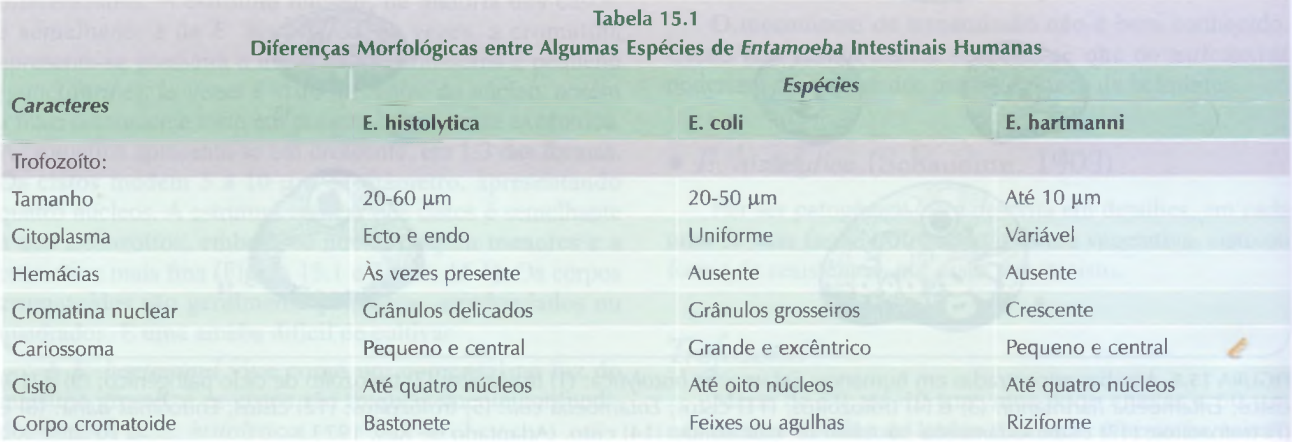 Tabela 15.1
Diferenças Morfológicas entre Algumas Espécies de Entamoeba Intestinais Humanas
Caracteres Espécies
E. histolytica E. coli E. hartmanni
Trofozoíto:
Tamanho 20-60 μm 20-50 μm Até 10 μm
Citoplasma Ecto e endo Uniforme Variável
Hemácias Às vezes presente Ausente Ausente
Cromatina nuclear Grânulos delicados Grânulos grosseiros Crescente
Cariossoma Pequeno e central Grande e excêntrico Pequeno e central
Cisto Até quatro núcleos Até oito núcleos Até quatro núcleos
Corpo cromatoide Bastonete Feixes ou agulhas Riziforme